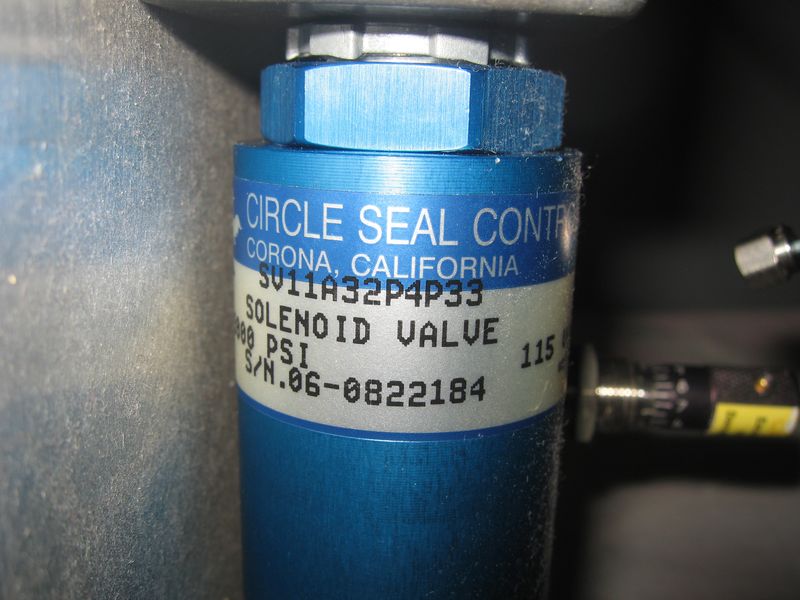 CIRCLE SEAL CONTR
CORONA, CALIFORNIA
SV11A32P4P33
SOLENOID VALVE
PSI
115
S/N.06-0822184